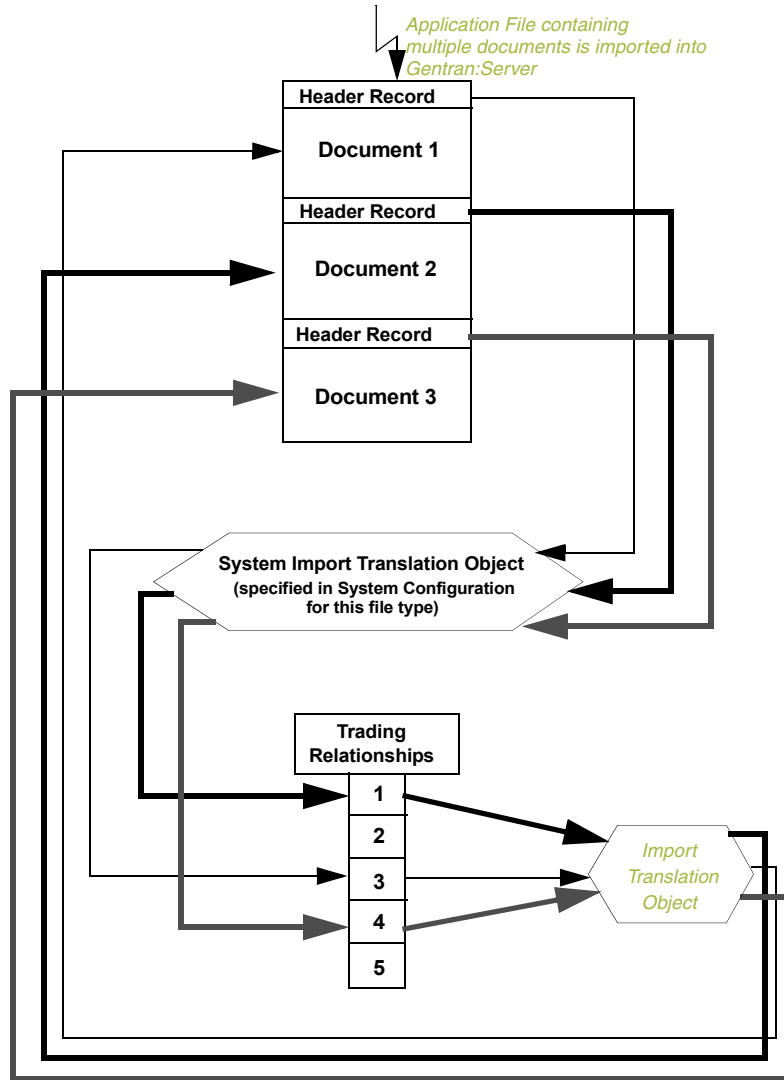 Application File containing
multiple documents is imported into
Gentran:Server
Header Record
Document 1
Header Record
Document 2
Header Record
Document 3
System Import Translation Object
(specified in System Configuration
for this file type)
Trading
Relationships
1
2
3
4
5
Import
Translation
Object